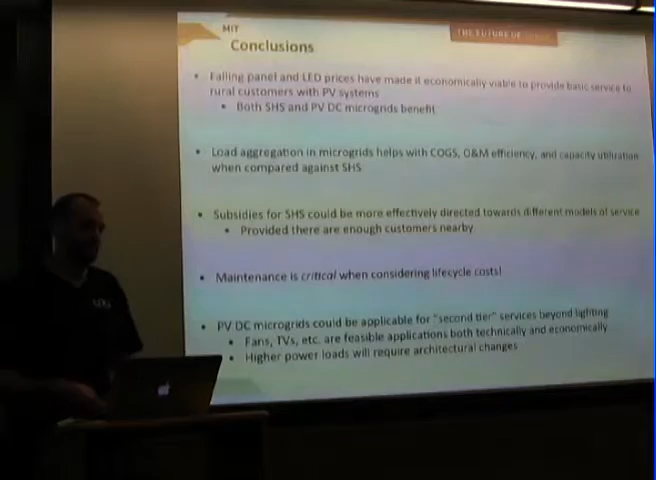 MIT
THE FUTURE OF
Conclusions
• Falling panel and LED prices have made it economically viable to provide basic service to
rural customers with PV systems
• Both SHS and PV DC microgrids benefit
• Load aggregation in microgrids helps with COGS, O&M efficiency, and capacity utilization
when compared against SHS
• Subsidies for SHS could be more effectively directed towards different models of service
• Provided there are enough customers nearby
• Maintenance is critical when considering lifecycle costs!
• PV DC microgrids could be applicable for "second tier" services beyond lighting
• Fans, TVs, etc. are feasible applications both technically and economically
• Higher power loads will require architectural changes